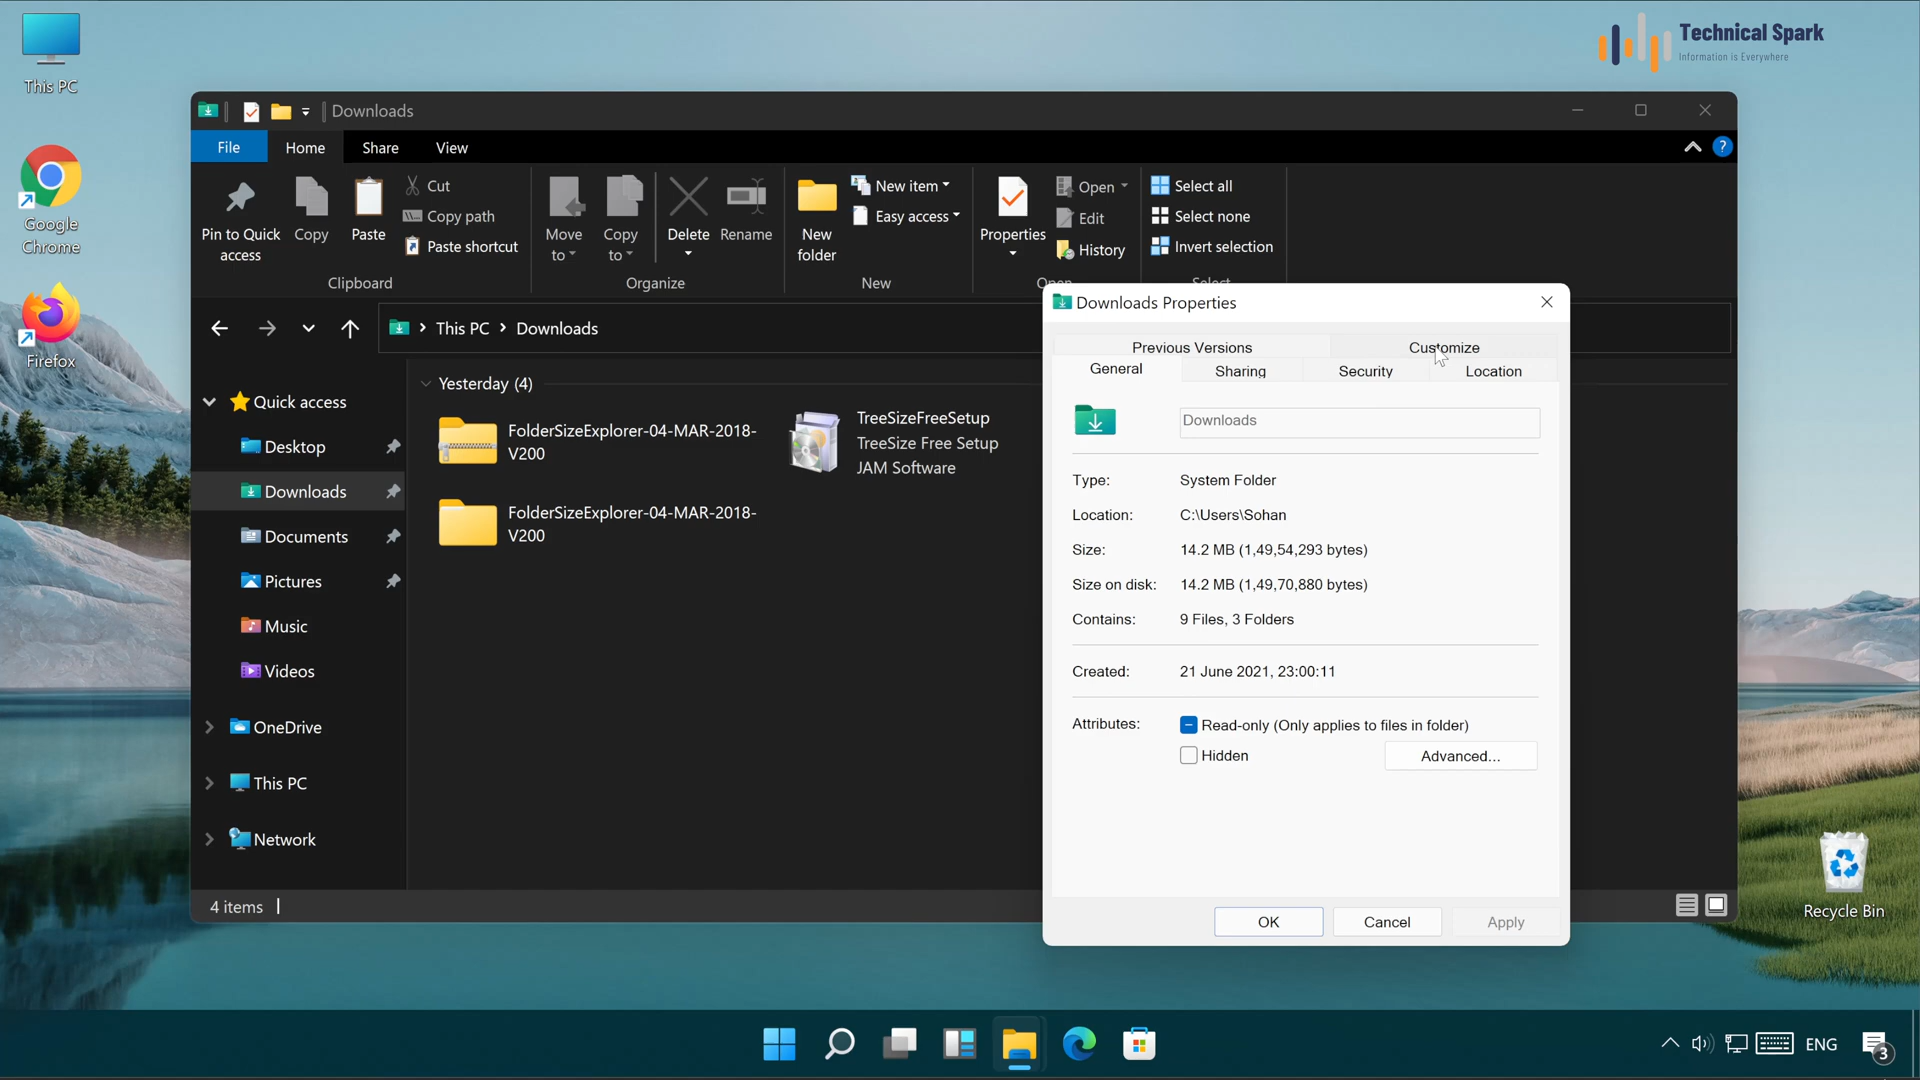 This PC
Google
Chrome
Firefox
Technical Spark
Information is Everywhere
Downloads
File Home Share View
Pin to Quick
access
Copy
Paste
Cut
Copy path
Paste shortcut
Clipboard
Move
to
Copy
to
Delete
Rename
Organize
New
folder
New item
Easy access
New
Properties
Open
Edit
History
Open
Select all
Select none
Invert selection
Select
This PC > Downloads
Quick access
Desktop
Downloads
Documents
Pictures
Music
Videos
OneDrive
This PC
Network
Yesterday (4)
FolderSizeExplorer-04-MAR-2018-
V200
TreeSizeFreeSetup
TreeSize Free Setup
JAM Software
FolderSizeExplorer-04-MAR-2018-
V200
4 items
Downloads Properties
Previous Versions Customize
General Sharing Security Location
Downloads
Type: System Folder
Location: C:\Users\Sohan
Size: 14.2 MB (1,49,54,293 bytes)
Size on disk: 14.2 MB (1,49,70,880 bytes)
Contains: 9 Files, 3 Folders
Created: 21 June 2021, 23:00:11
Attributes: Read-only (Only applies to files in folder)
Hidden Advanced...
OK Cancel Apply
Recycle Bin
ENG
3